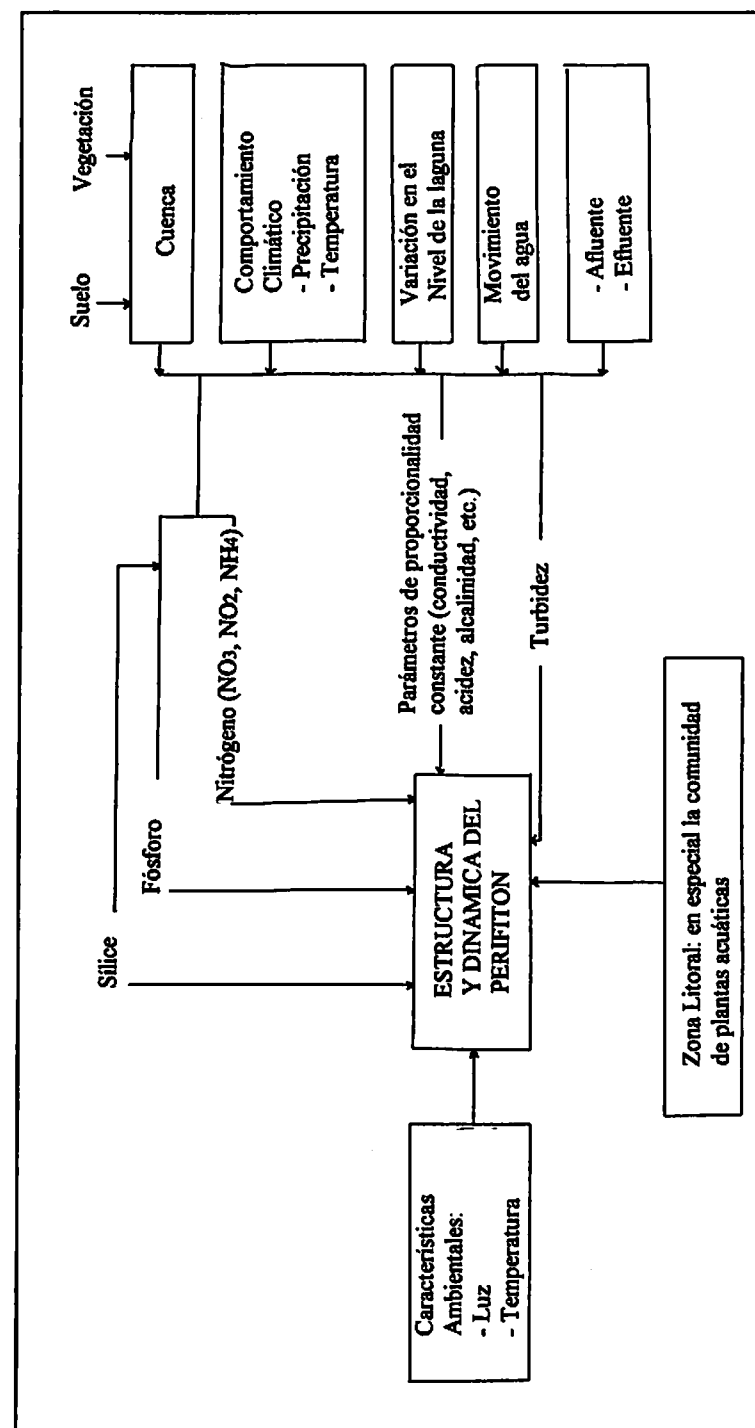 Suelo
Vegetación
Sílice
Cuenca
Fósforo
Nitrógeno (NO3, NO2, NH4)
Comportamiento
Climático
- Precipitación
- Temperatura
Parámetros de proporcionalidad
constante (conductividad,
acidez, alcalinidad, etc.)
Variación en el
Nivel de la laguna
Características
Ambientales:
- Luz
- Temperatura
ESTRUCTURA
Y DINAMICA DEL
PERIFITON
Movimiento
del agua
Turbidez
- Afluente
- Efluente
Zona Litoral: en especial la comunidad
de plantas acuáticas